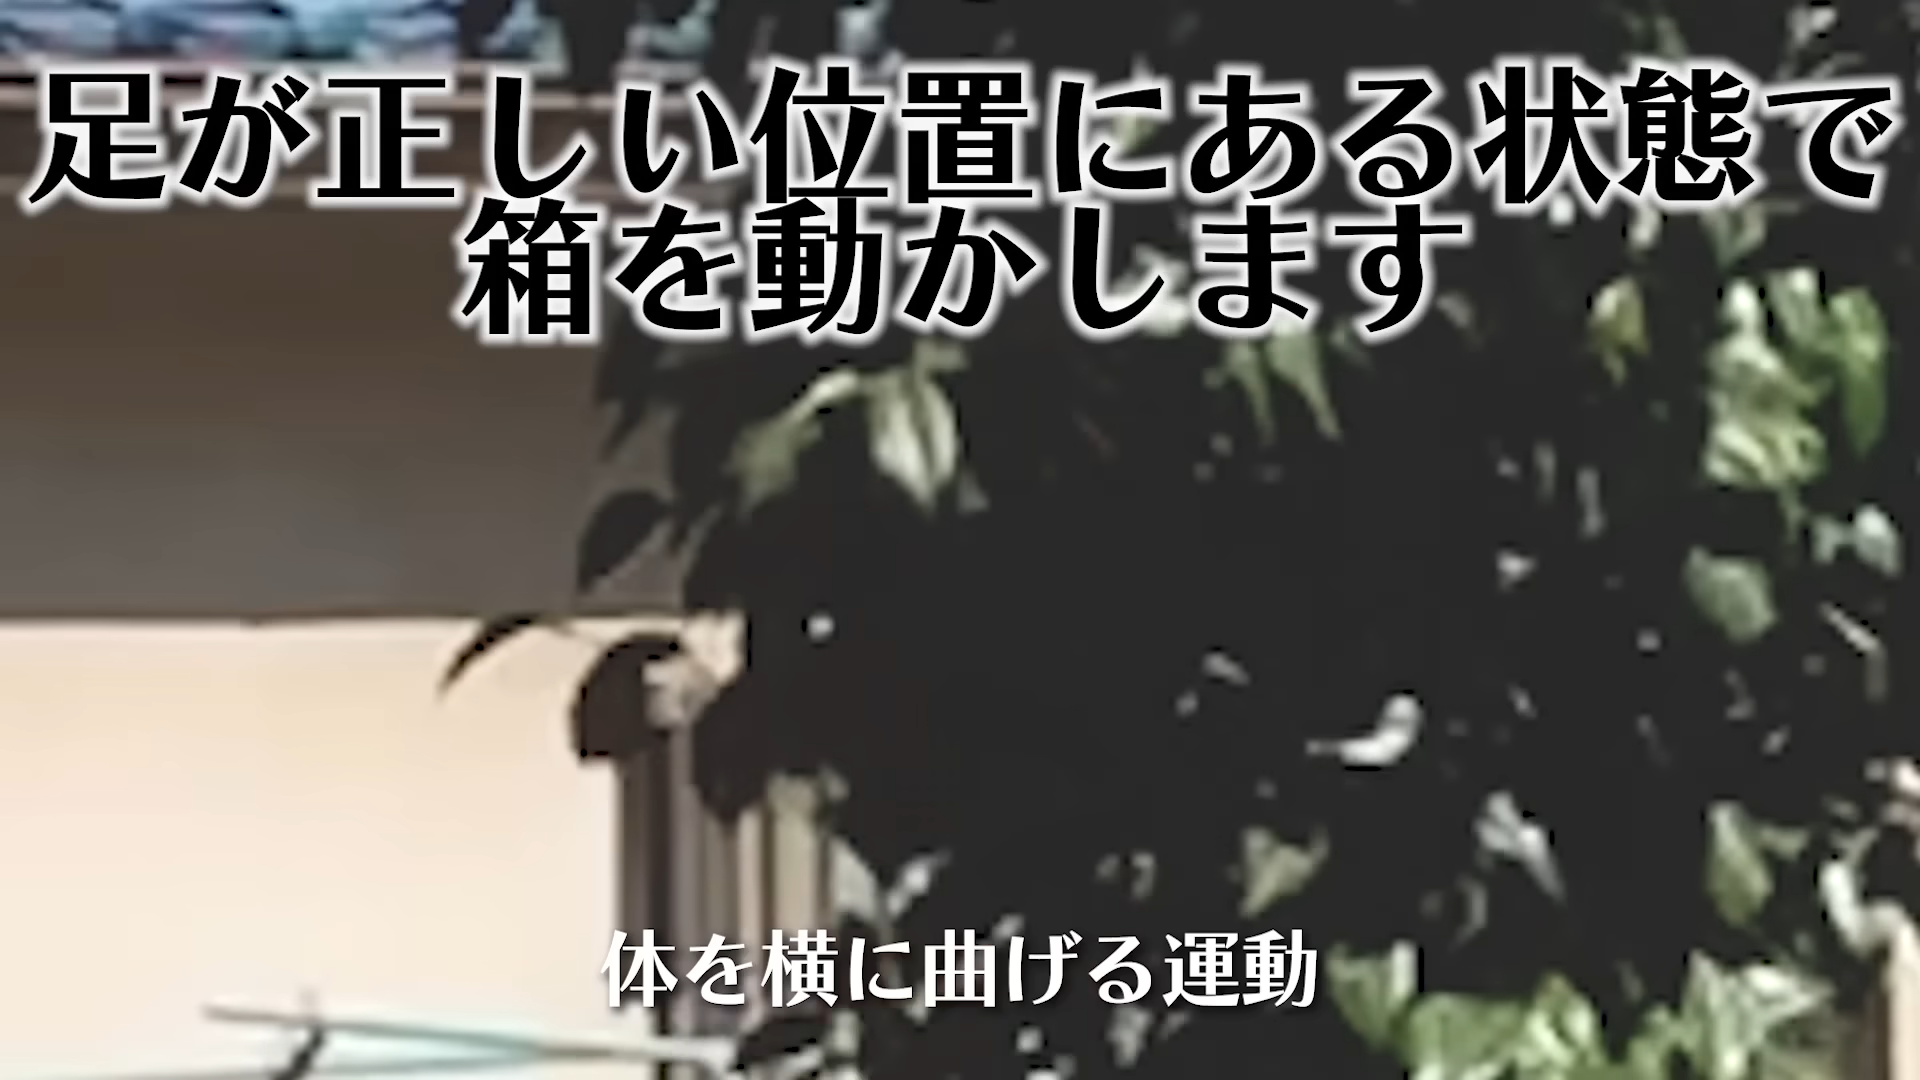 足が正しい位置にある状態で
箱を動かします
体を横に曲げる運動